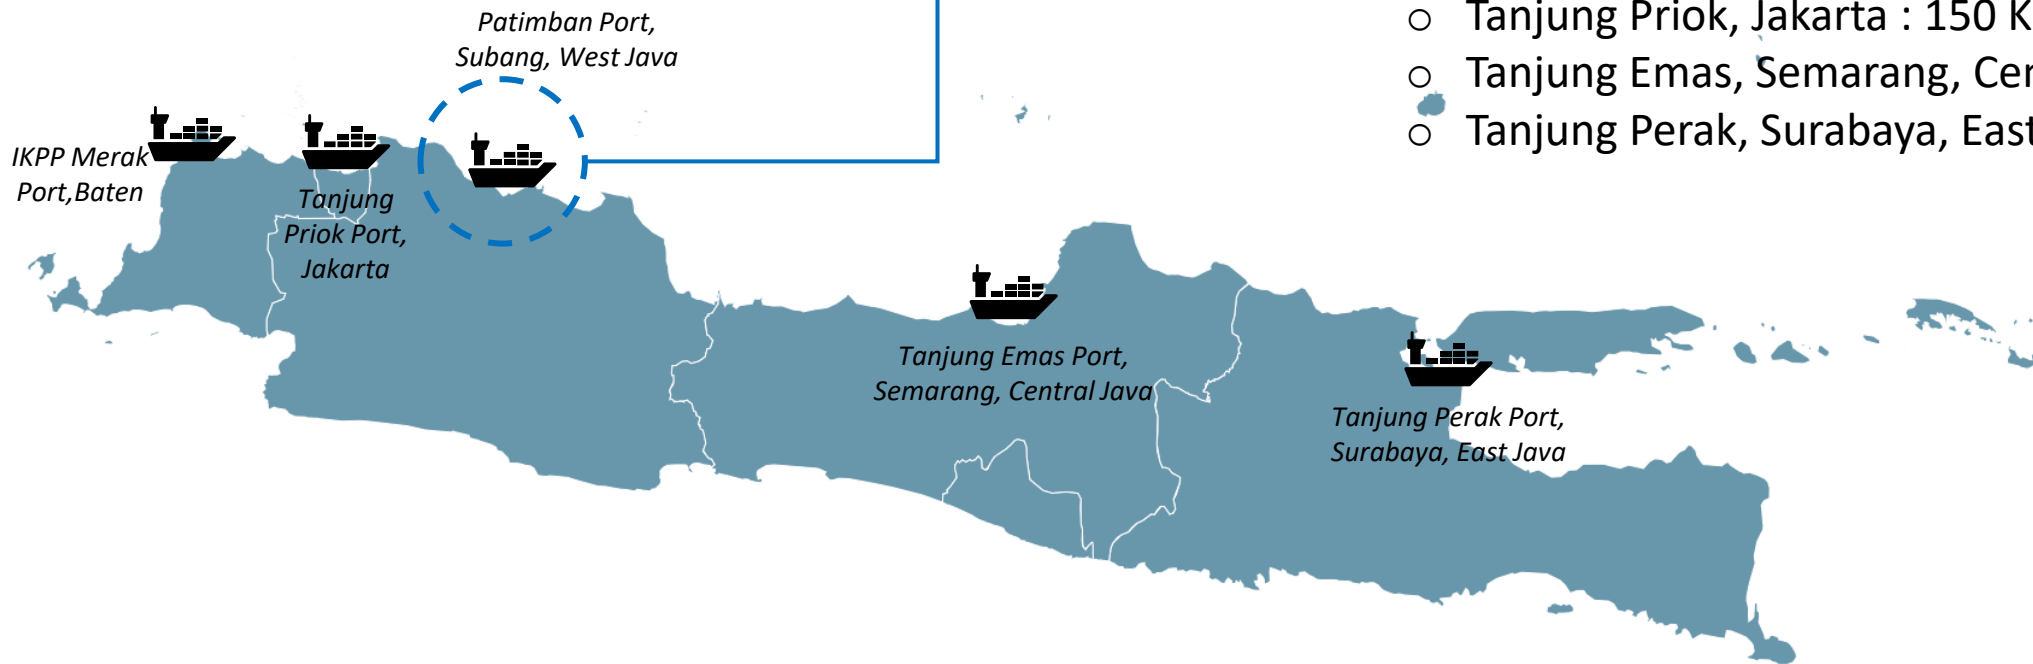 Patimban Port,
Subang, West Java
○ Tanjung Priok, Jakarta : 150 K
○ Tanjung Emas, Semarang, Cen
○ Tanjung Perak, Surabaya, East
IKPP Merak
Port,Baten
Tanjung
Priok Port,
Jakarta
Tanjung Emas Port,
Semarang, Central Java
Tanjung Perak Port,
Surabaya, East Java